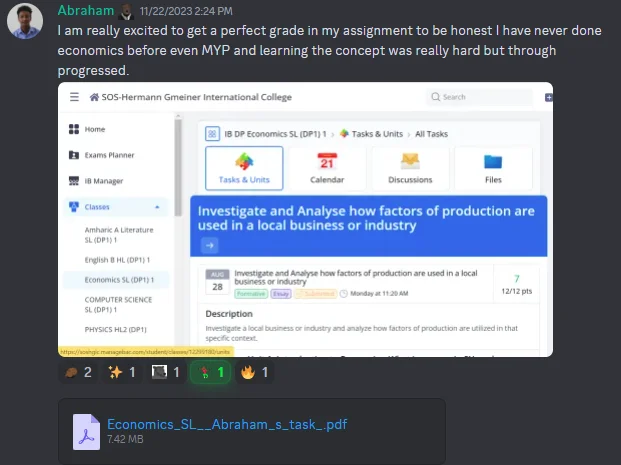 Abraham 11/22/2023 2:24 PM
I am really excited to get a perfect grade in my assignment to be honest I have never done
economics before even MYP and learning the concept was really hard but through
progressed.
SOS-Hermann Gmeiner International College
Search
Home
Exams Planner
IB Manager
Classes
Amharic A Literature
SL (DP1) 1
English B HL (DP1) 1
Economics SL (DP1) 1
COMPUTER SCIENCE
SL (DP1) 1
PHYSICS HL2 (DP1)
IB DP Economics SL (DP1) 1 › Tasks & Units › All Tasks
Tasks & Units
21
Calendar
Discussions
Files
Investigate and Analyse how factors of production are
used in a local business or industry
AUG
28
Investigate and Analyse how factors of production are used in a local
business or industry
Formative Essay Submitted Monday at 11:20 AM
7
12/12 pts
Description
Investigate a local business or industry and analyze how factors of production are utilized in that
specific context.
2 1 1 1 1
Economics_SL__Abraham_s_task_.pdf
7.42 MB